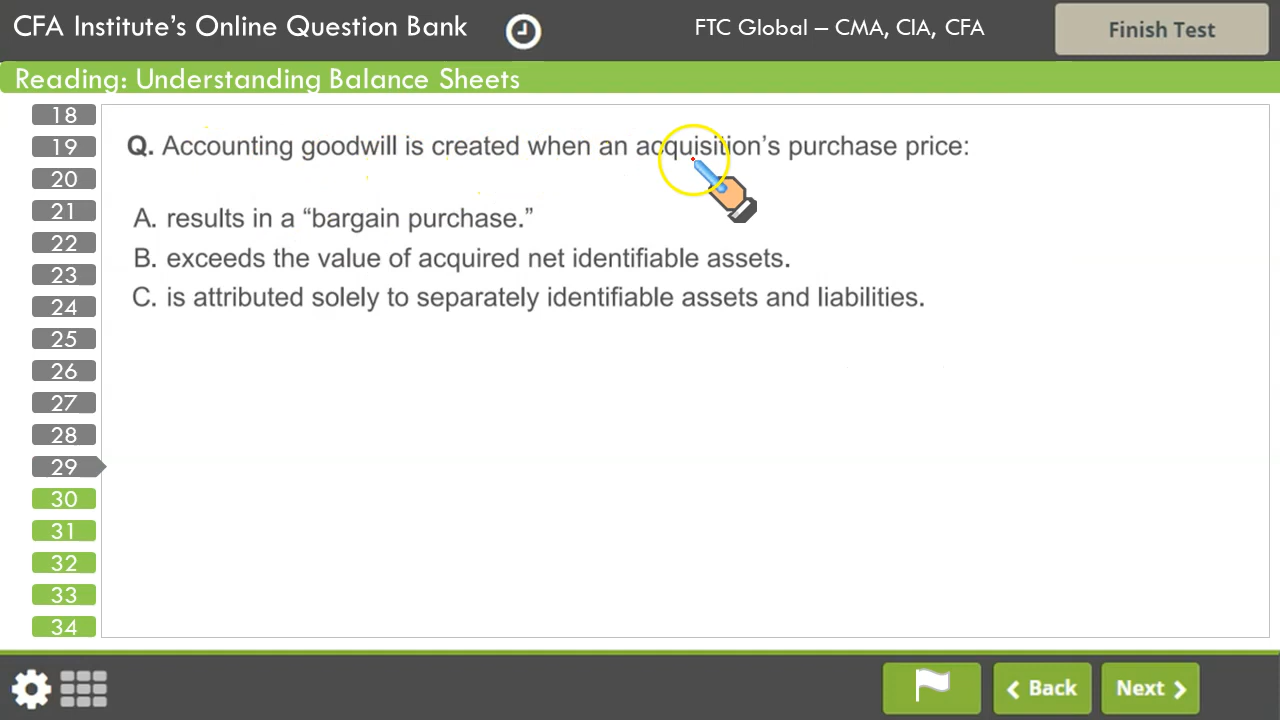 CFA Institute's Online Question Bank
FTC Global – CMA, CIA, CFA
Finish Test
Reading: Understanding Balance Sheets
18
19
20
21
22
23
24
25
26
27
28
29
30
31
32
33
34
Q. Accounting goodwill is created when an acquisition's purchase price:
A. results in a “bargain purchase.”
B. exceeds the value of acquired net identifiable assets.
C. is attributed solely to separately identifiable assets and liabilities.
Back
Next